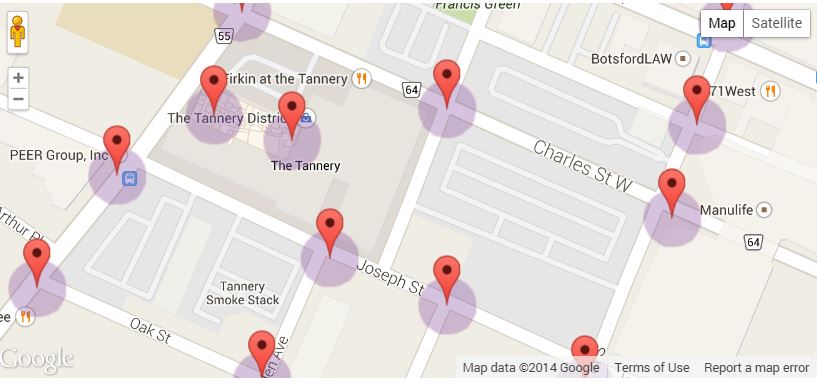 Francis Green
Map
Satellite
55
BotsfordLAW
Firkin at the Tannery
64
71West
The Tannery District
Charles St W
PEER Group, Inc
The Tannery
Manulife
Arthur Pl
64
Joseph St
Tannery
Smoke Stack
Oak St
Google
Map data ©2014 Google
Terms of Use
Report a map error